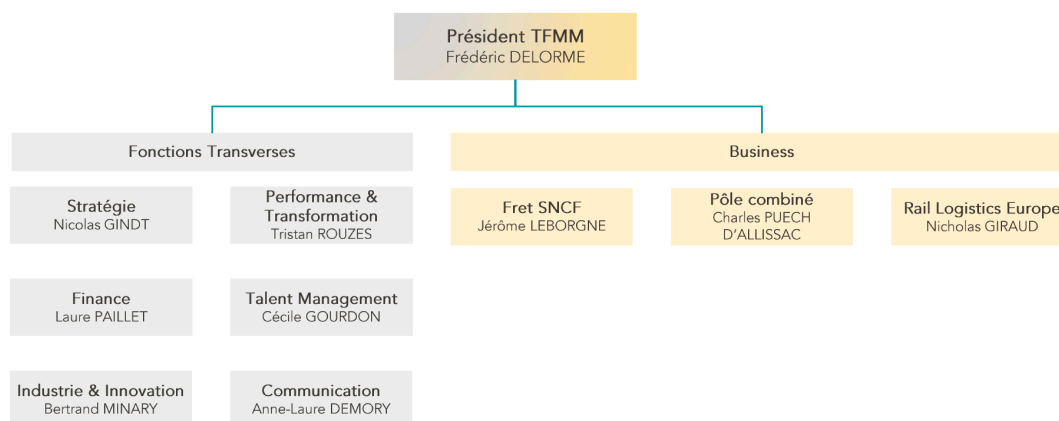 Président TFMM
Frédéric DELORME
Fonctions Transverses
Business
Stratégie
Nicolas GINDT
Performance &
Transformation
Tristan ROUZES
Fret SNCF
Jérôme LEBORGNE
Pôle combiné
Charles PUECH
D'ALLISSAC
Rail Logistics Europe
Nicholas GIRAUD
Finance
Laure PAILLET
Talent Management
Cécile GOURDON
Industrie & Innovation
Bertrand MINARY
Communication
Anne-Laure DEMORY